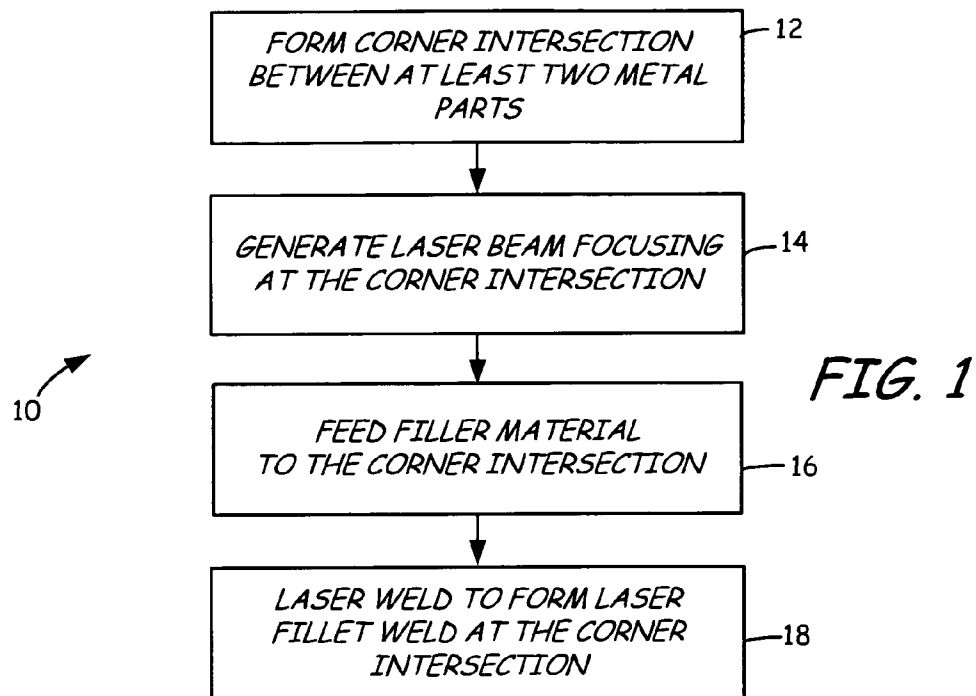 FORM CORNER INTERSECTION
BETWEEN AT LEAST TWO METAL
PARTS
12
GENERATE LASER BEAM FOCUSING
AT THE CORNER INTERSECTION
14
10
FIG. 1
FEED FILLER MATERIAL
TO THE CORNER INTERSECTION
16
LASER WELD TO FORM LASER
FILLET WELD AT THE CORNER
INTERSECTION
18